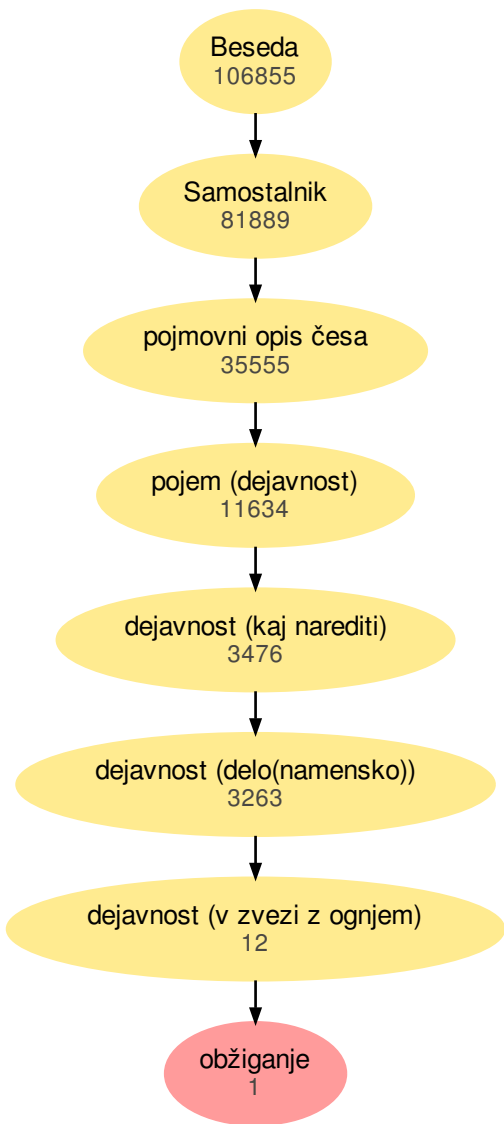 Beseda
106855
Samostalnik
81889
pojmovni opis česa
35555
pojem (dejavnost)
11634
dejavnost (kaj narediti)
3476
dejavnost (delo(namensko))
3263
dejavnost (v zvezi z ognjem)
12
obžiganje
1